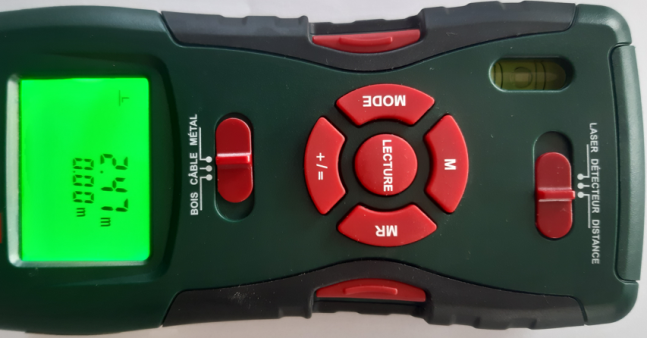 2.47 m
0.00 m
BOIS CÂBLE MÉTAL
MODE
+/=
LECTURE
M
MR
LASER DÉTECTEUR DISTANCE